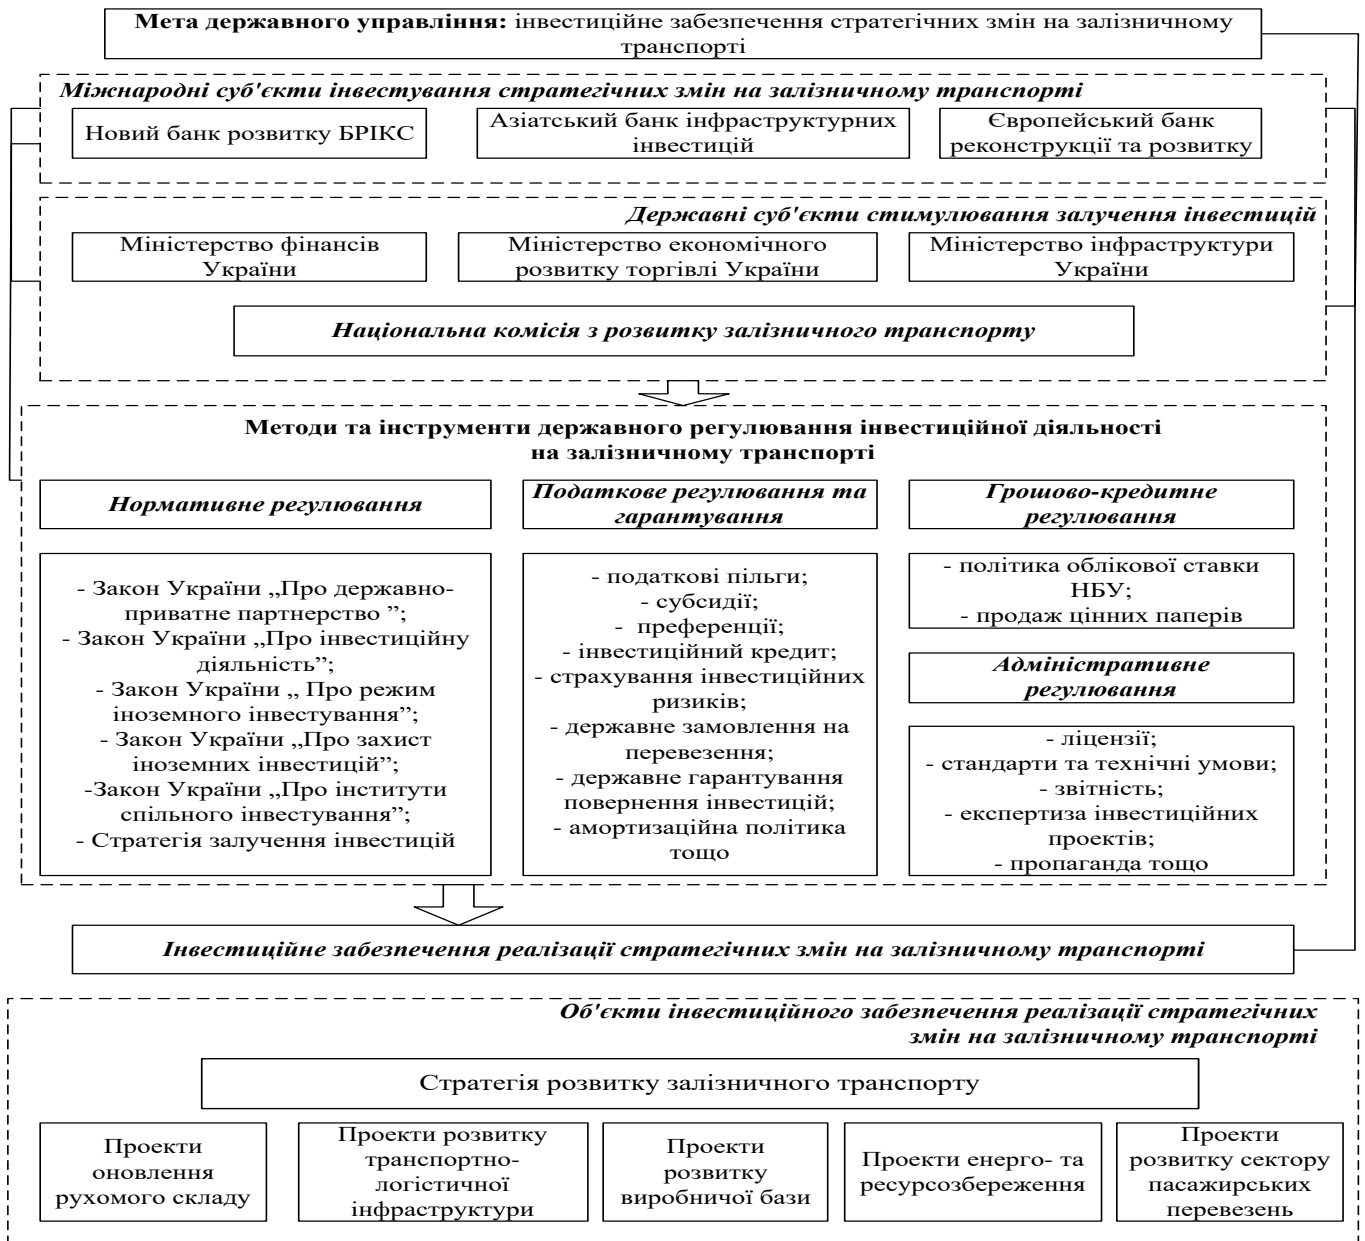 Мета державного управління: інвестиційне забезпечення стратегічних змін на залізничному
транспорті
Міжнародні суб'єкти інвестування стратегічних змін на залізничному транспорті
Новий банк розвитку БРІКС
Азіатський банк інфраструктурних
інвестицій
Європейський банк
реконструкції та розвитку
Державні суб'єкти стимулювання залучення інвестицій
Міністерство фінансів
України
Міністерство економічного
розвитку торгівлі України
Міністерство інфраструктури
України
Національна комісія з розвитку залізничного транспорту
Методи та інструменти державного регулювання інвестиційної діяльності
на залізничному транспорті
Нормативне регулювання
- Закон України „Про державно-
приватне партнерство ”;
- Закон України „Про інвестиційну
діяльність”;
- Закон України „ Про режим
іноземного інвестування”;
- Закон України „Про захист
іноземних інвестицій”;
-Закон України „Про інститути
спільного інвестування”;
- Стратегія залучення інвестицій
Податкове регулювання та
гарантування
- податкові пільги;
- субсидії;
-  преференції;
- інвестиційний кредит;
- страхування інвестиційних
ризиків;
- державне замовлення на
перевезення;
- державне гарантування
повернення інвестицій;
- амортизаційна політика
тощо
Грошово-кредитне
регулювання
- політика облікової ставки
НБУ;
- продаж цінних паперів
Адміністративне
регулювання
- ліцензії;
- стандарти та технічні умови;
- звітність;
- експертиза інвестиційних
проектів;
- пропаганда тощо
Інвестиційне забезпечення реалізації стратегічних змін на залізничному транспорті
Об'єкти інвестиційного забезпечення реалізації стратегічних
змін на залізничному транспорті
Стратегія розвитку залізничного транспорту
Проекти
оновлення
рухомого складу
Проекти розвитку
транспортно-
логістичної
інфраструктури
Проекти
розвитку
виробничої бази
Проекти енерго- та
ресурсозбереження
Проекти
розвитку сектору
пасажирських
перевезень